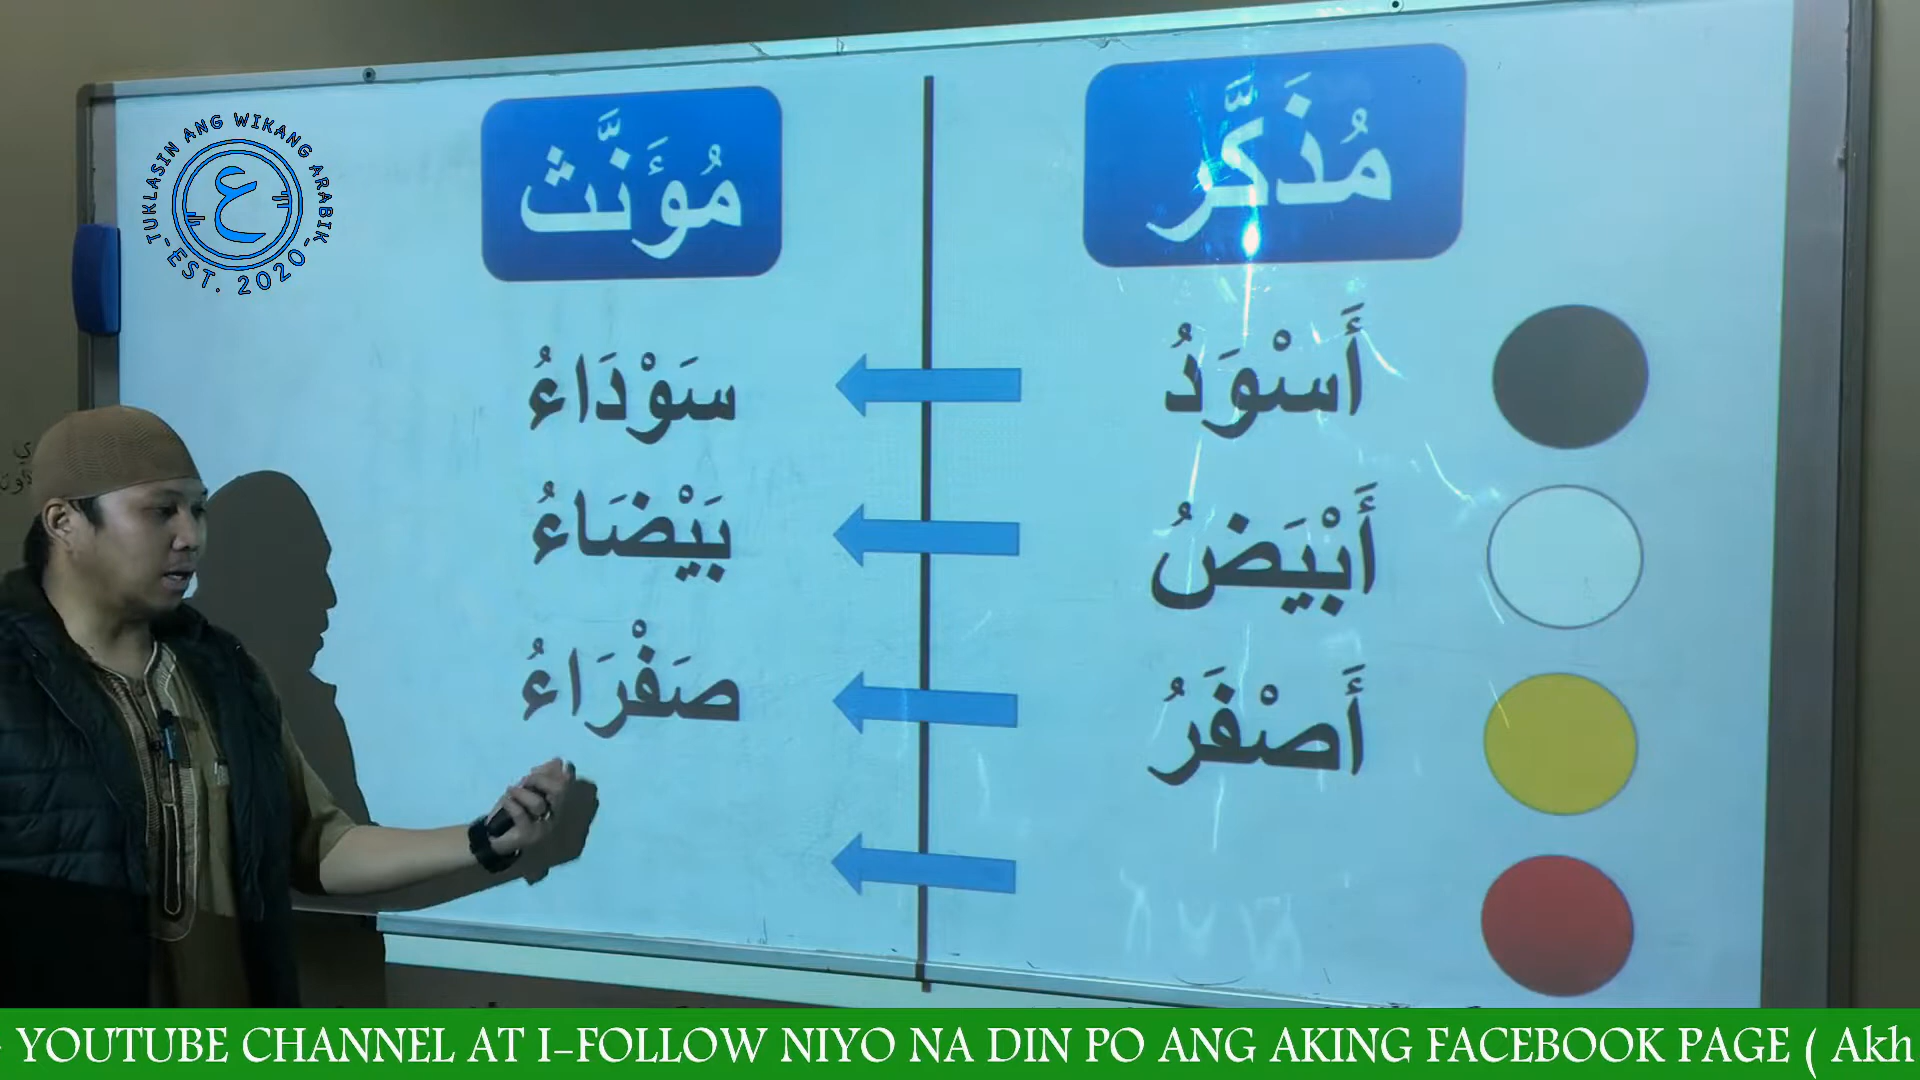 TUKLASIN ANG WIKANG ARABIK
ع
EST. 2020
مُذَكَّر
مُؤَنَّث
أَسْوَدُ
سَوْدَاءُ
أَبْيَضُ
بَيْضَاءُ
أَصْفَرُ
صَفْرَاءُ
YOUTUBE CHANNEL AT I-FOLLOW NIYO NA DIN PO ANG AKING FACEBOOK PAGE ( Akh